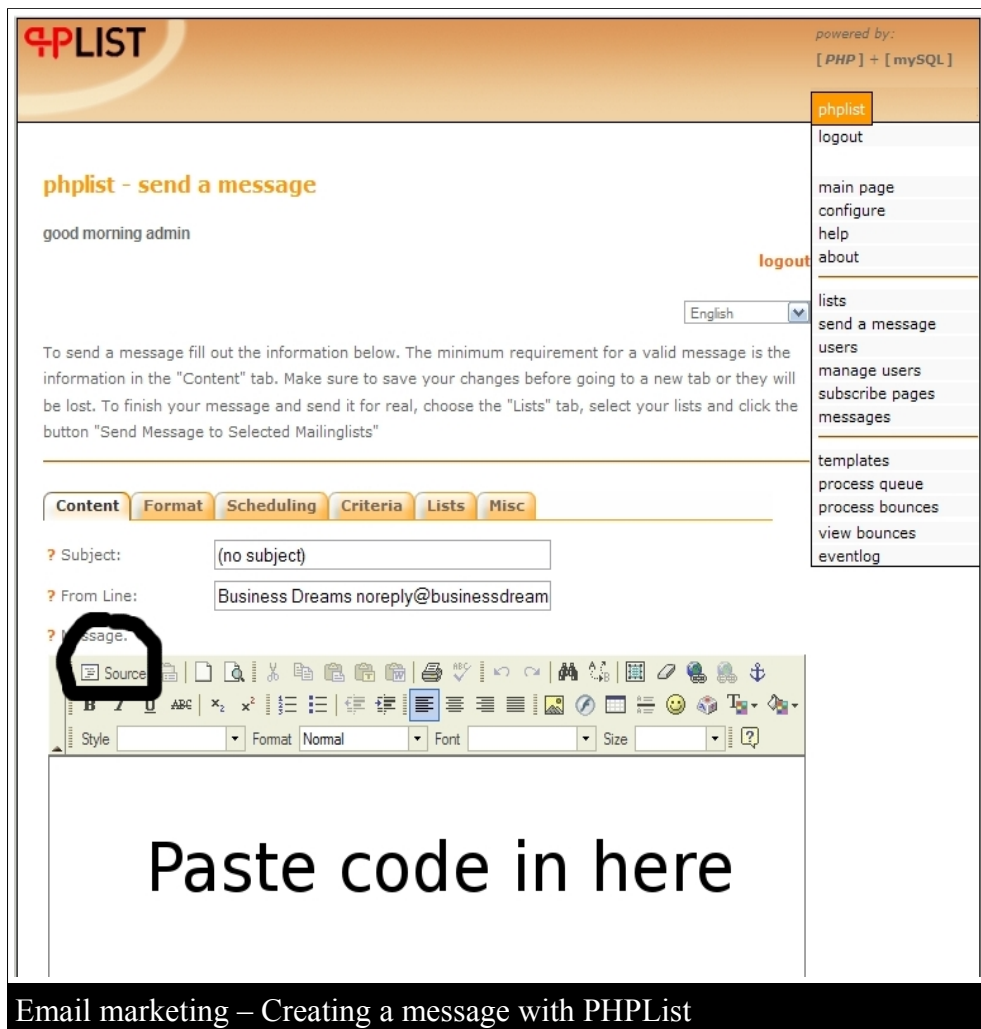 PHPLIST
powered by:
[ PHP ] + [ mySQL ]
phplist
logout
main page
configure
help
about
lists
send a message
users
manage users
subscribe pages
messages
templates
process queue
process bounces
view bounces
eventlog
phplist - send a message
good morning admin
logout
English
To send a message fill out the information below. The minimum requirement for a valid message is the
information in the "Content" tab. Make sure to save your changes before going to a new tab or they will
be lost. To finish your message and send it for real, choose the "Lists" tab, select your lists and click the
button "Send Message to Selected Mailinglists"
Content Format Scheduling Criteria Lists Misc
? Subject: (no subject)
? From Line: Business Dreams noreply@businessdream
? Message.
Source
B I U ABC x₂ x²
Style Format Normal Font Size
Paste code in here
Email marketing – Creating a message with PHPList